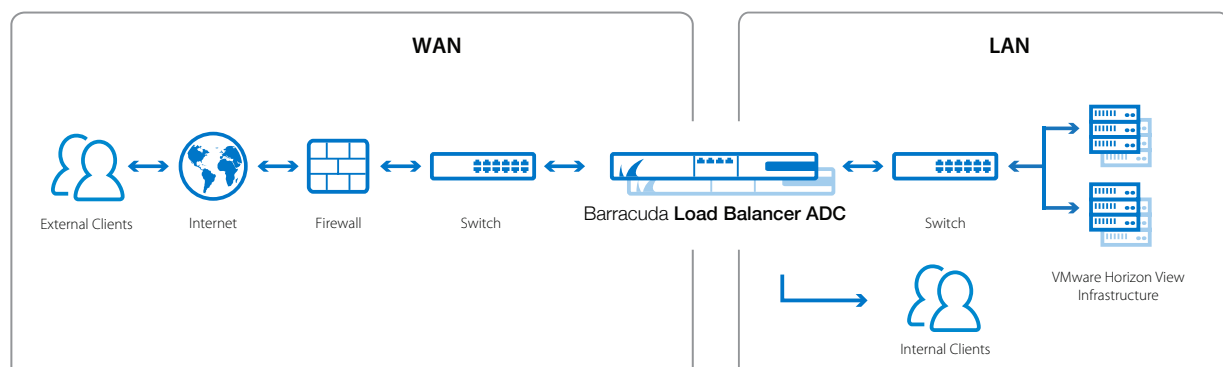 WAN
LAN
External Clients
Internet
Firewall
Switch
Barracuda Load Balancer ADC
Switch
VMware Horizon View
Infrastructure
Internal Clients